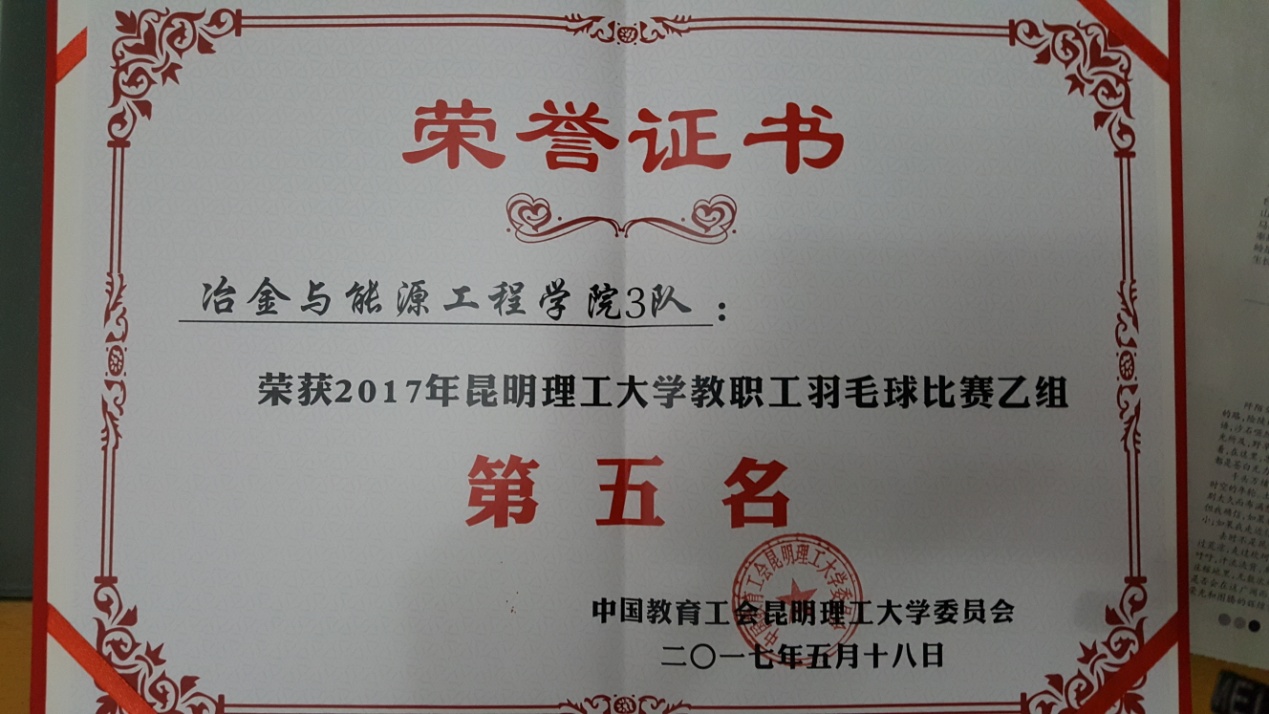 荣誉证书
冶金与能源工程学院3队：
荣获2017年昆明理工大学教职工羽毛球比赛乙组
第五名
中国教育工会昆明理工大学委员会
二〇一七年五月十八日